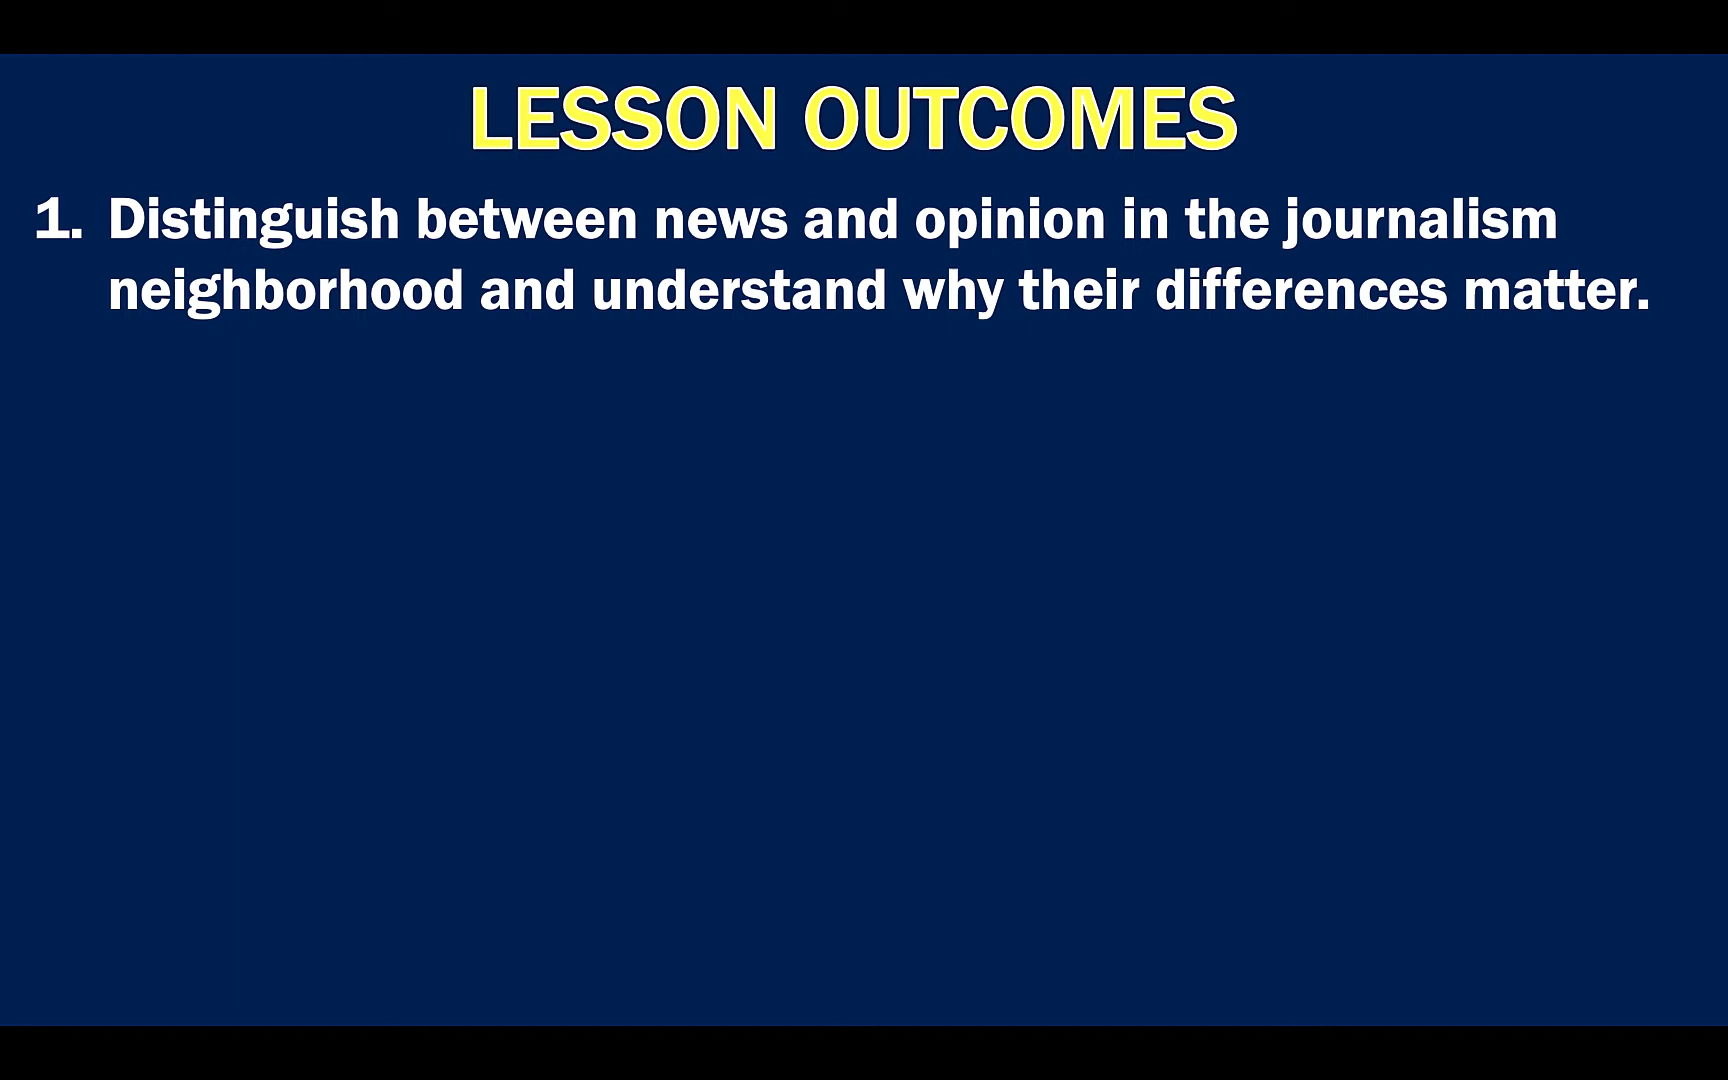 LESSON OUTCOMES
1. Distinguish between news and opinion in the journalism
neighborhood and understand why their differences matter.